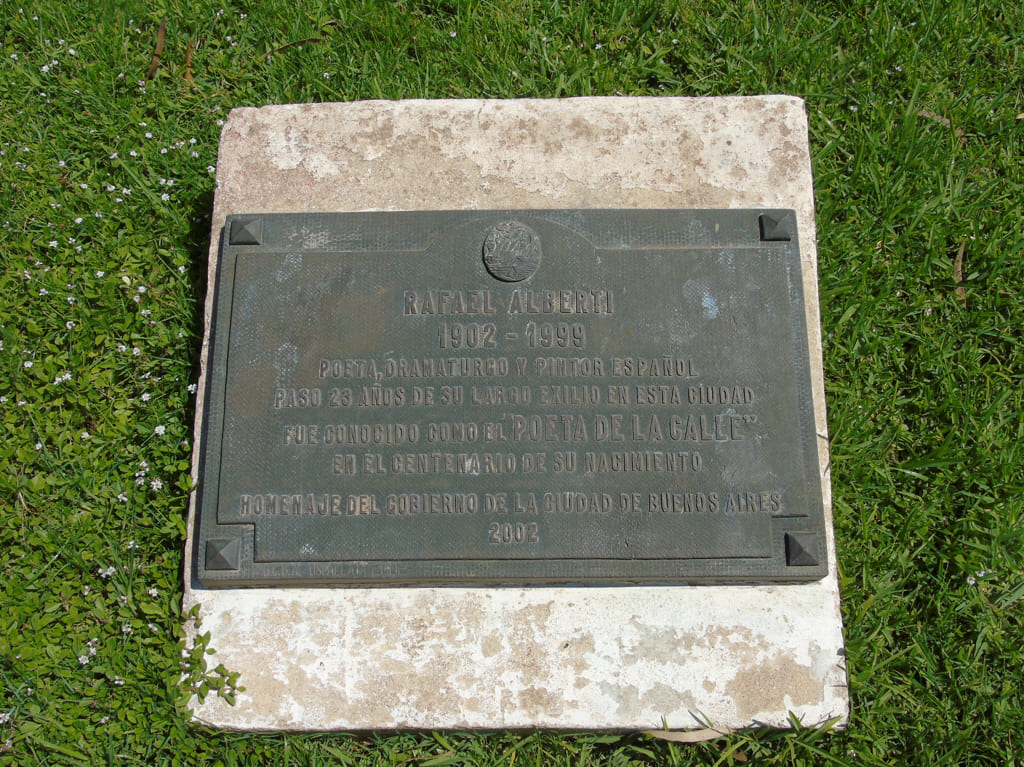 RAFAEL ALBERTI
1902 - 1999
POETA, DRAMATURGO Y PINTOR ESPAÑOL
PASO 23 AÑOS DE SU LARGO EXILIO EN ESTA CIUDAD
FUE CONOCIDO COMO EL "POETA DE LA CALLE"
EN EL CENTENARIO DE SU NACIMIENTO
HOMENAJE DEL GOBIERNO DE LA CIUDAD DE BUENOS AIRES
2002